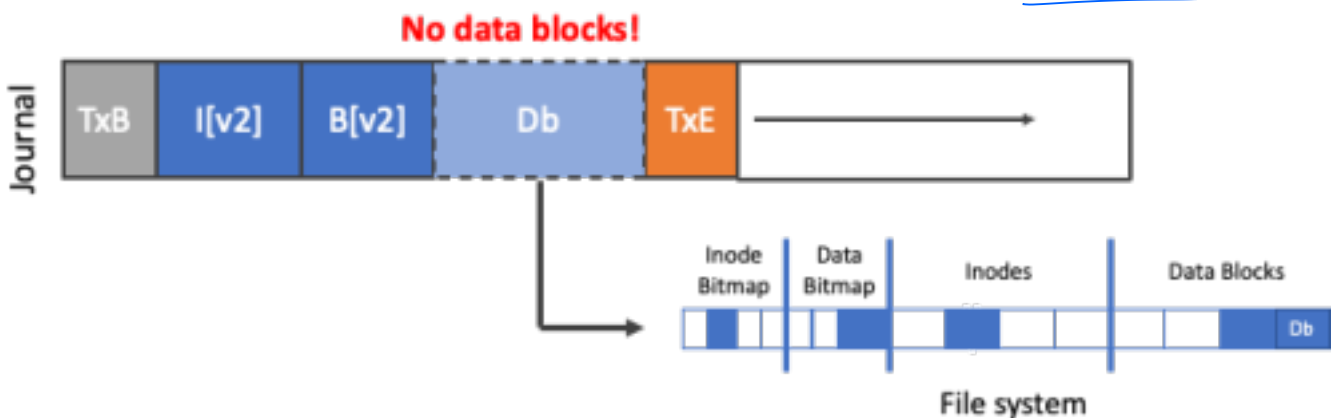 No data blocks!
Journal
TxB I[v2] B[v2] Db TxE
Inode Bitmap
Data Bitmap
Inodes
Data Blocks
Db
File system